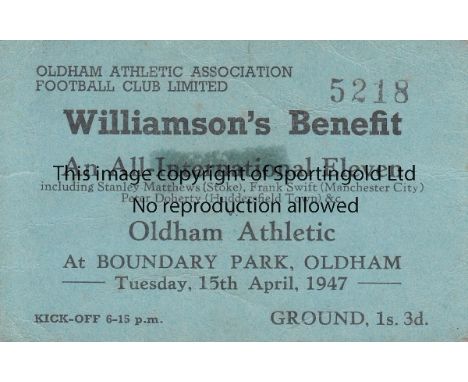 OLDHAM ATHLETIC ASSOCIATION
FOOTBALL CLUB LIMITED
5218
Williamson's Benefit
An All International Eleven
This image copyright of Sportingold Ltd
including Stanley Matthews (Stoke), Frank Swift (Manchester City)
Peter Doherty (Huddersfield Town) &c.
No reproduction allowed
Oldham Athletic
At BOUNDARY PARK, OLDHAM
Tuesday, 15th April, 1947
KICK-OFF 6-15 p.m.
GROUND, 1s. 3d.